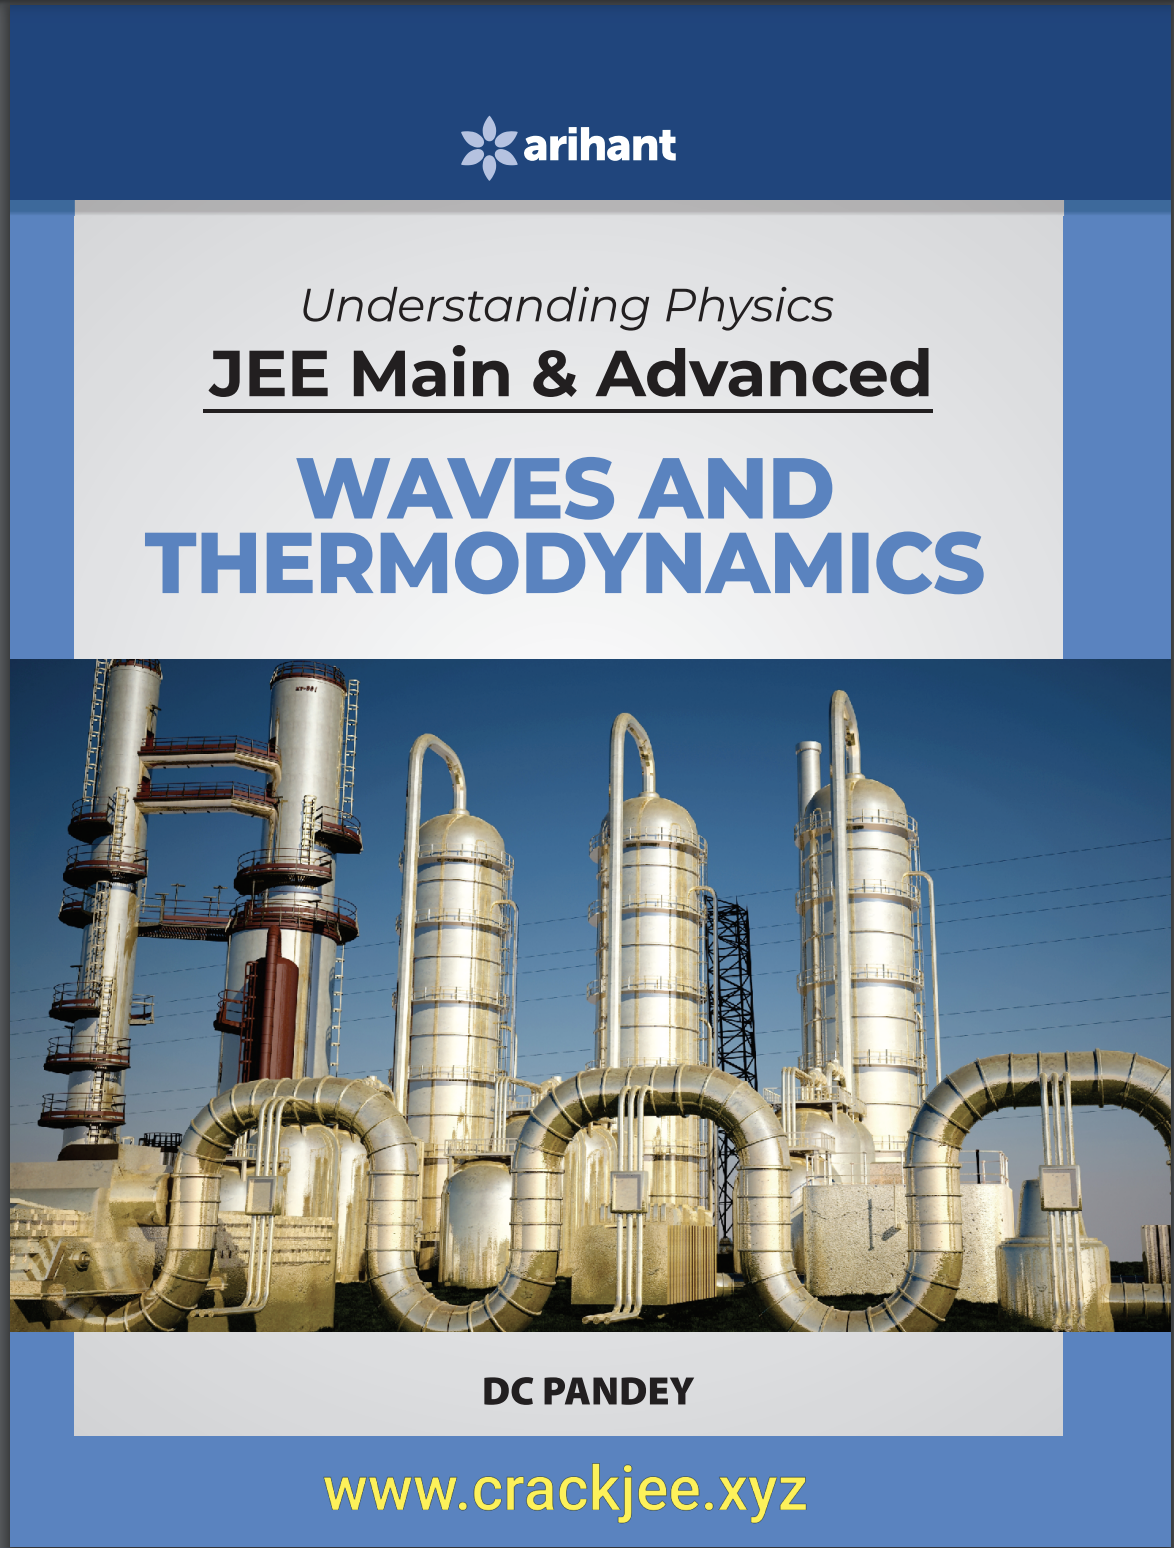 arihant
Understanding Physics
JEE Main & Advanced
WAVES AND
THERMODYNAMICS
DC PANDEY
www.crackjee.xyz